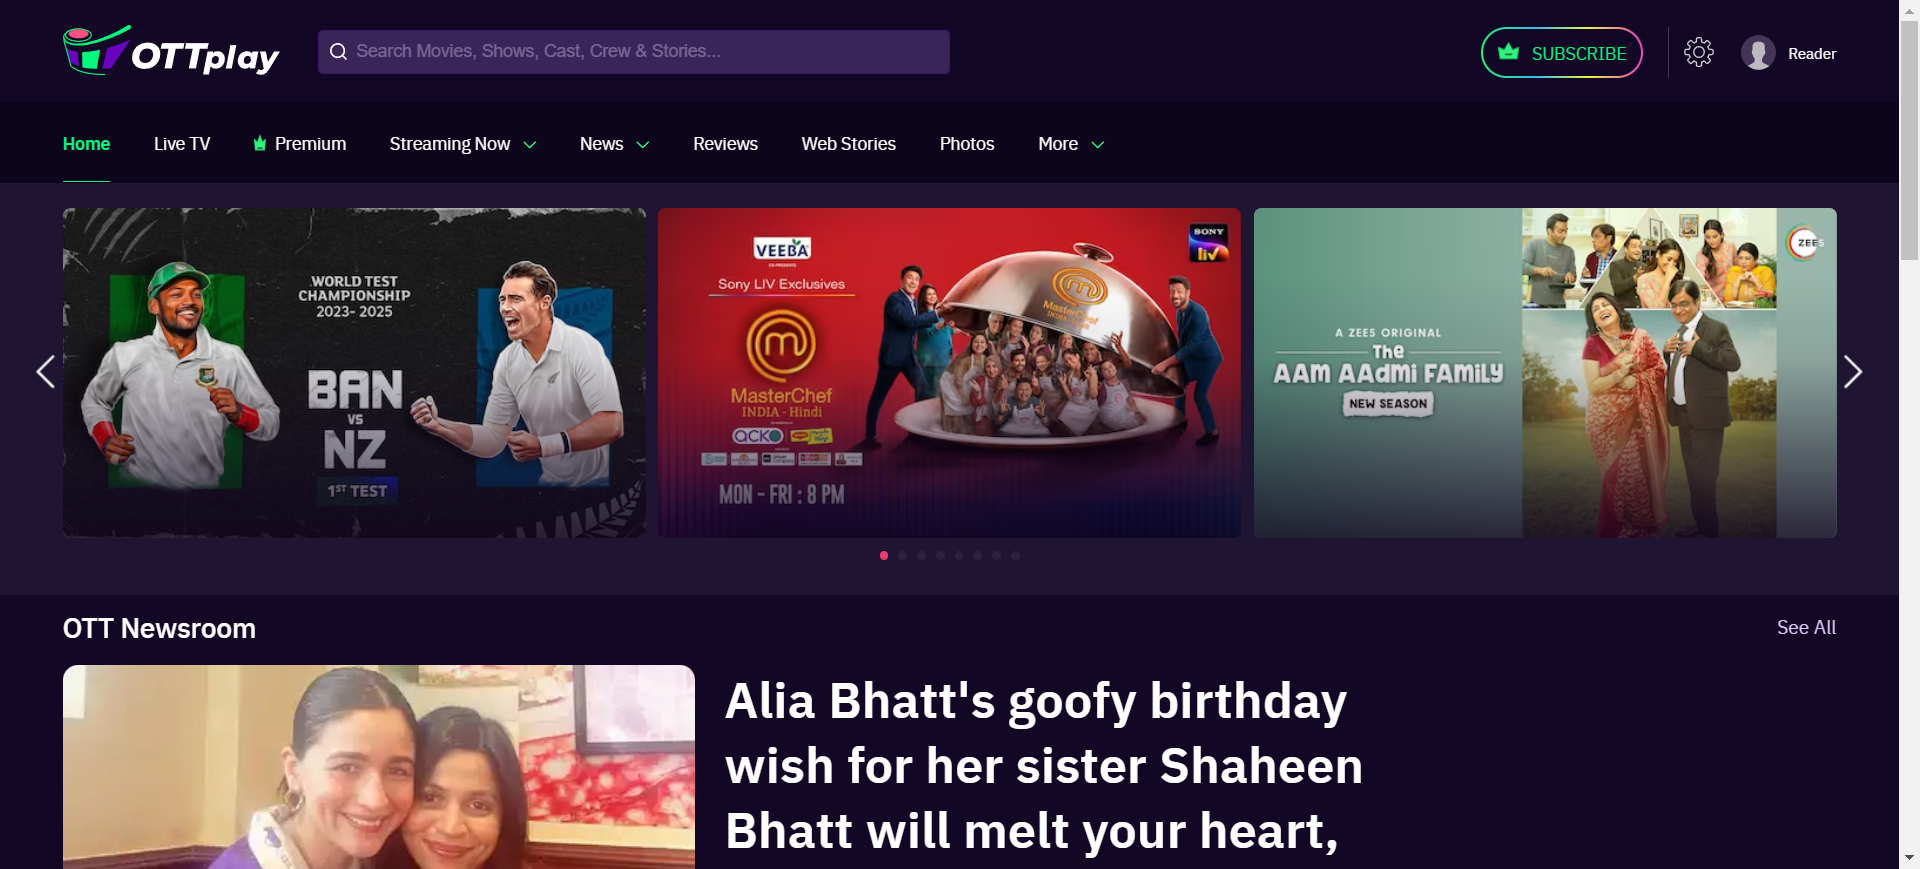 OTTplay
Search Movies, Shows, Cast, Crew & Stories...
SUBSCRIBE
Reader
Home
Live TV
Premium
Streaming Now
News
Reviews
Web Stories
Photos
More
WORLD TEST
CHAMPIONSHIP
2023- 2025
BAN
VS
NZ
1ST TEST
VEEBA
CO-PRESENTS
Sony LIV Exclusives
MasterChef
INDIA - Hindi
ACKO
MON - FRI : 8 PM
MasterChef
SONY
liv
A ZEE5 ORIGINAL
The
AAM AADMI FAMILY
NEW SEASON
ZEE5
OTT Newsroom
See All
Alia Bhatt's goofy birthday
wish for her sister Shaheen
Bhatt will melt your heart,